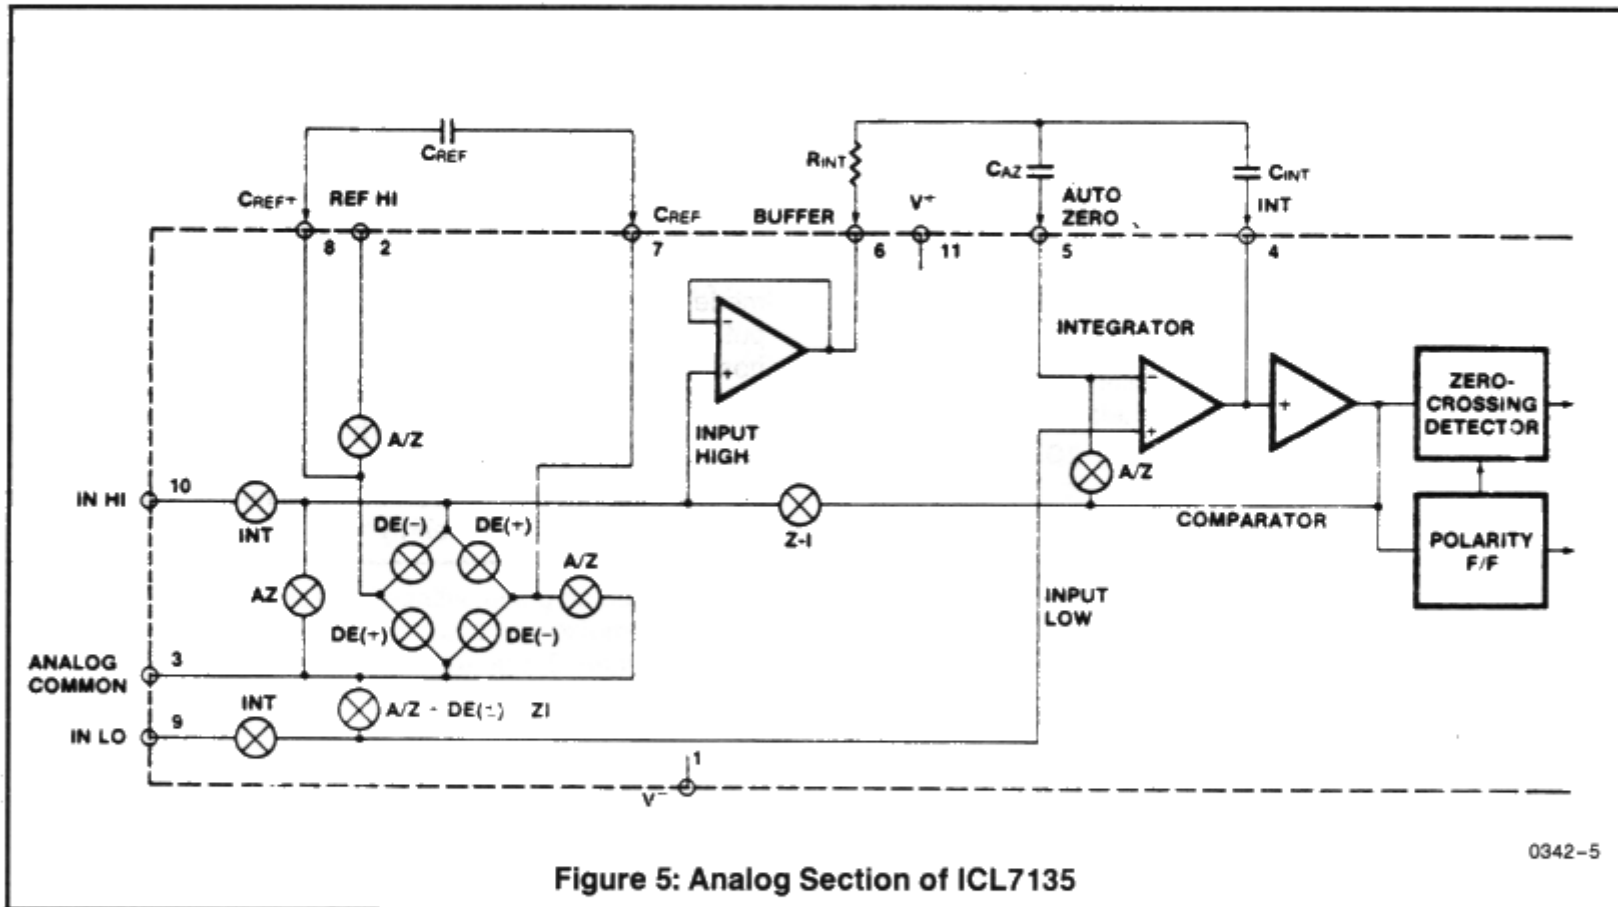 CREF
RINT
CAZ
CINT
CREF+
REF HI
CREF
BUFFER
V+
AUTO
ZERO
INT
8
2
7
6
11
5
4
INTEGRATOR
-
+
-
+
+
ZERO-
CROSSING
DETECTOR
A/Z
INPUT
HIGH
A/Z
IN HI
10
INT
DE(-)
DE(+)
Z-I
COMPARATOR
POLARITY
F/F
AZ
A/Z
INPUT
LOW
DE(+)
DE(-)
ANALOG
COMMON
3
INT
A/Z - DE(±) ZI
IN LO
9
1
V-
0342-5
Figure 5: Analog Section of ICL7135